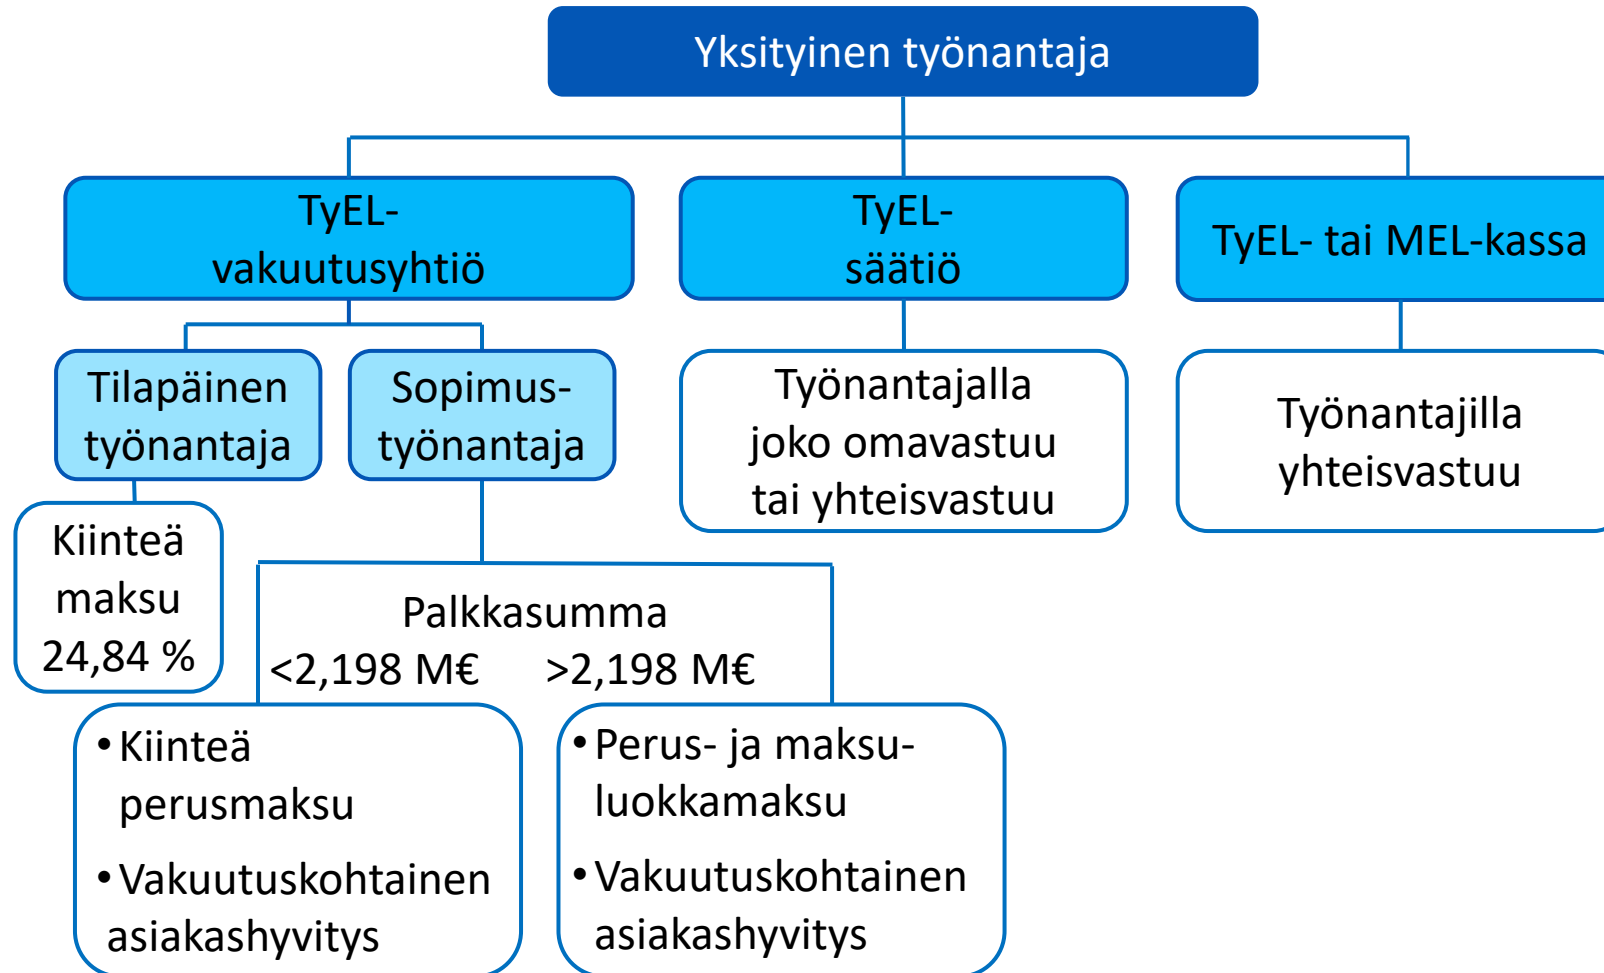 Yksityinen työnantaja
TyEL-
vakuutusyhtiö
TyEL-
säätiö
TyEL- tai MEL-kassa
Tilapäinen
työnantaja
Sopimus-
työnantaja
Työnantajalla
joko omavastuu
tai yhteisvastuu
Työnantajilla
yhteisvastuu
Kiinteä
maksu
24,84 %
Palkkasumma
<2,198 M€ >2,198 M€
•Kiinteä
perusmaksu
•Vakuutuskohtainen
asiakashyvitys
•Perus- ja maksu-
luokkamaksu
•Vakuutuskohtainen
asiakashyvitys